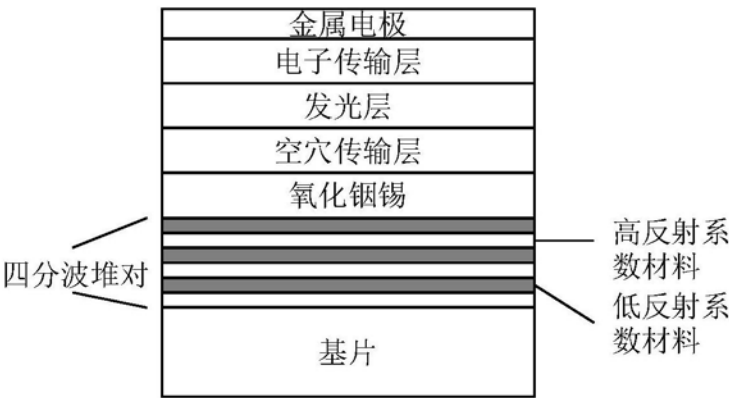 金属电极
电子传输层
发光层
空穴传输层
氧化铟锡
四分波堆对
高反射系
数材料
低反射系
数材料
基片